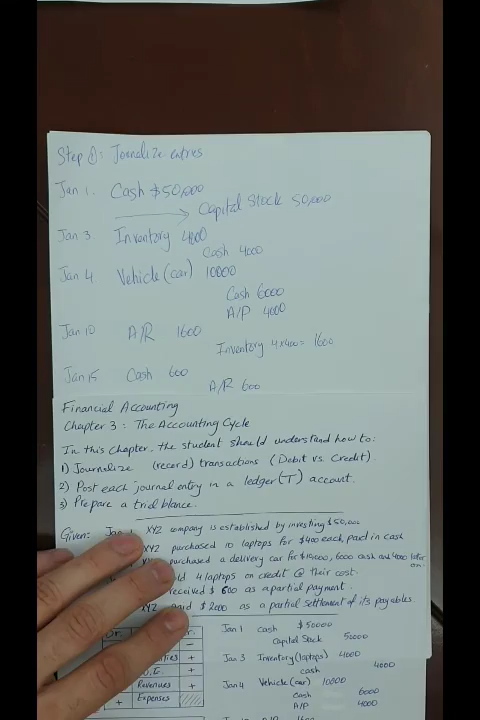 Step ①: Jornalize entries
Jan 1. Cash $50,000
Capital Stock 50,000
Jan 3 Inventory 4000
Cash 4000
Jan 4 Vehicle (car) 10000
Cash 6000
A/P 4000
Jan 10 A/R 1600
Inventory 4x400= 1600
Jan 15 Cash 600
A/R 600
Financial Accounting
Chapter 3: The Accounting Cycle
In this Chapter, the student should understand how to:
1) Journalize (record) transactions (Debit vs. Credit)
2) Post each journal entry in a ledger (T) account.
3) Prepare a trial blance.
Given: Jan XYZ company is established by investing $50,000
XYZ purchased 10 laptops for $400 each, paid in cash
purchased a delivery car for $10,000, 6000 cash and 4000 later on.
4 laptops on credit @ their cost.
received $ 600 as a partial payment.
XYZ paid $2000 as a partial settlement of its payables.
Dr.
-
+
+
Revenues +
+ Expenses
Jan 1 Cash $50000
Capital Stock 50000
Jan 3 Inventory (laptops) 4000
cash 4000
Jan 4 Vehicle (car) 10000
Cash 6000
A/P 4000